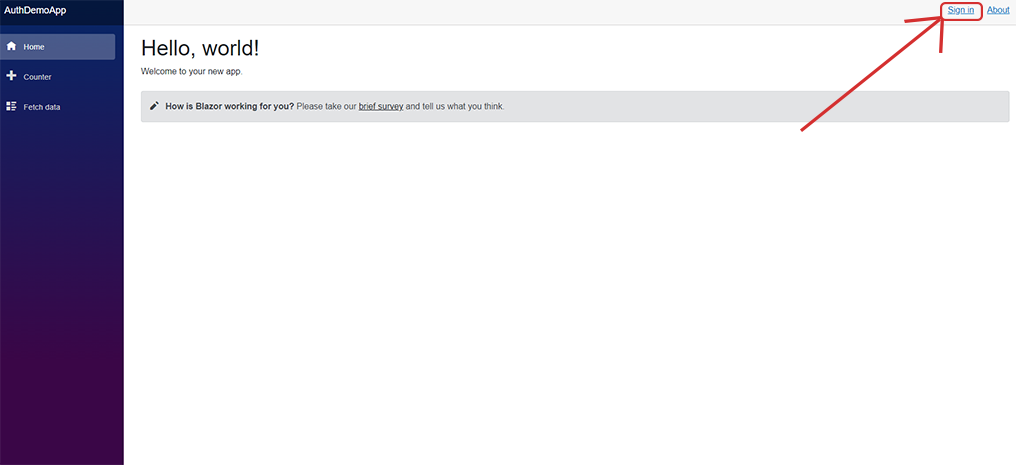 AuthDemoApp
Sign in About
Home
Counter
Fetch data
Hello, world!
Welcome to your new app.
How is Blazor working for you? Please take our brief survey and tell us what you think.